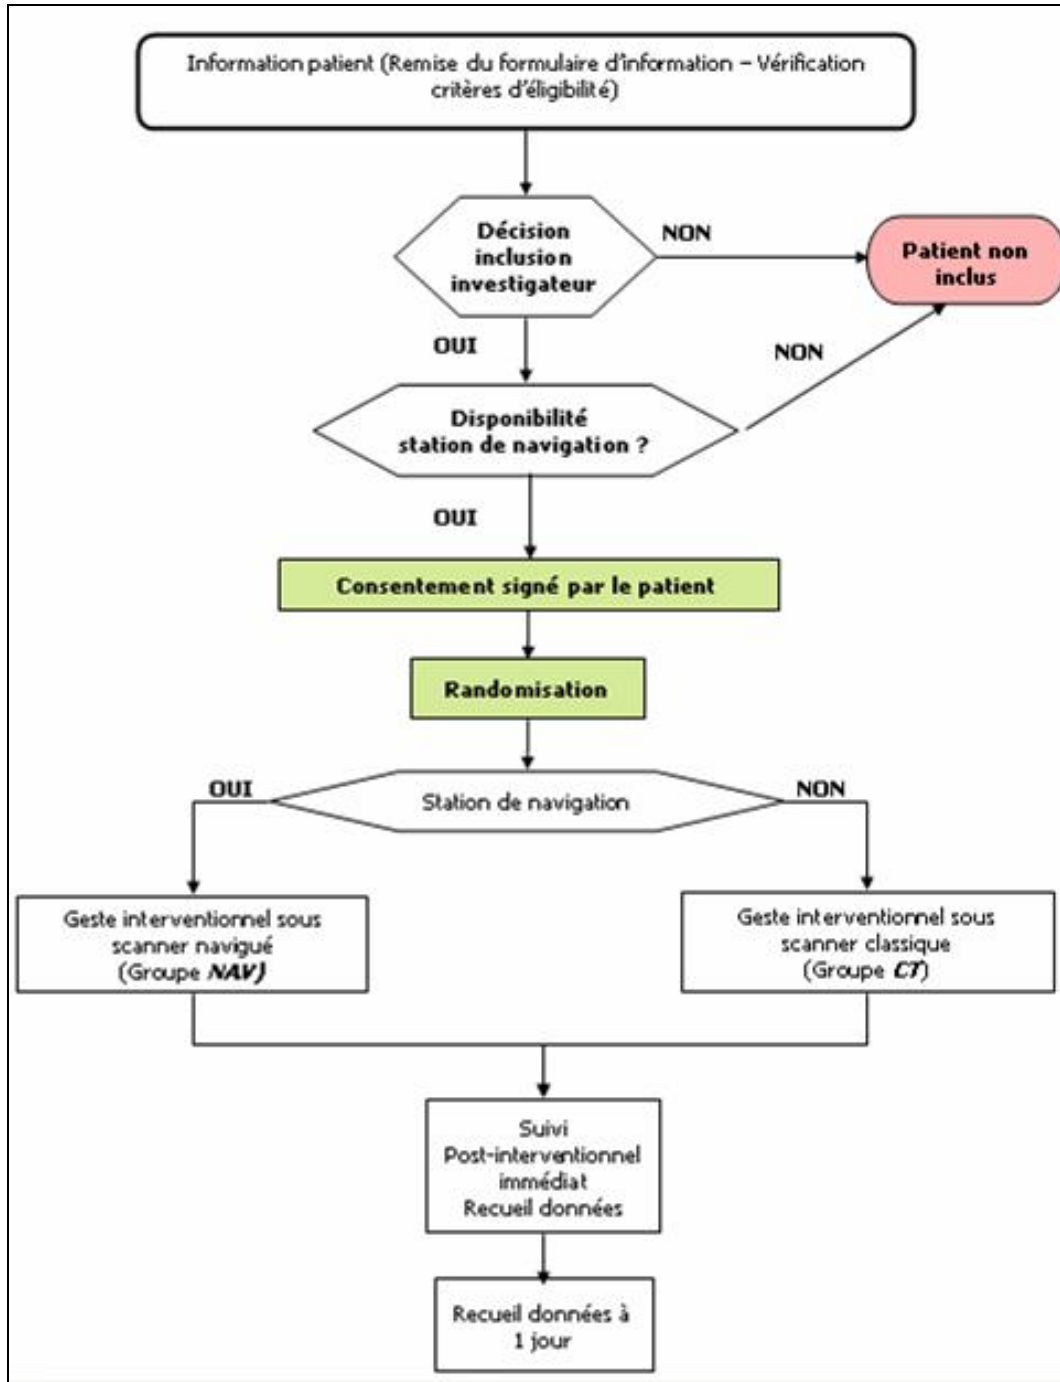 Information patient (Remise du formulaire d'information – Vérification
critères d'éligibilité)
Décision
inclusion
investigateur
NON
Patient non
inclus
OUI
NON
Disponibilité
station de navigation ?
OUI
Consentement signé par le patient
Randomisation
OUI
Station de navigation
NON
Geste interventionnel sous
scanner navigué
(Groupe NAV)
Geste interventionnel sous
scanner classique
(Groupe CT)
Suivi
Post-interventionnel
immédiat
Recueil données
Recueil données à
1 jour